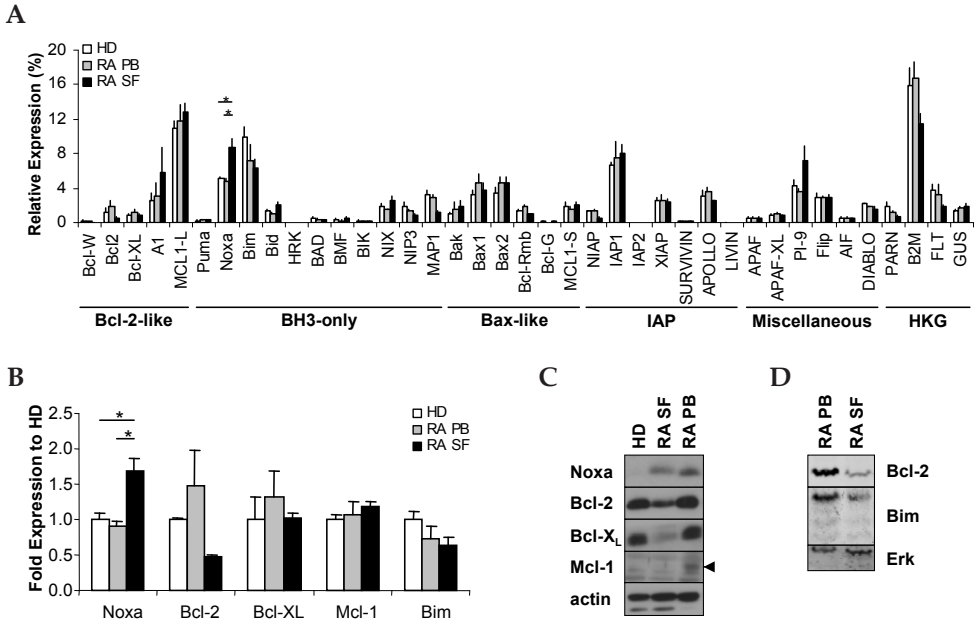 A
Relative Expression (%)
20
16
12
8
4
0
HD
RA PB
RA SF
*
*
Bcl-W
Bcl2
Bcl-XL
A1
MCL1-L
Puma
Noxa
Bim
Bid
HRK
BAD
BMF
BIK
NIX
NIP3
MAP1
Bak
Bax1
Bax2
Bcl-Rmb
Bcl-G
MCL1-S
NIAP
IAP1
IAP2
XIAP
SURVIVIN
APOLLO
LIVIN
APAF
APAF-XL
PI-9
Flip
AIF
DIABLO
PARN
B2M
FLT
GUS
Bcl-2-like
BH3-only
Bax-like
IAP
Miscellaneous
HKG
B
Fold Expression to HD
2.5
2.0
1.5
1.0
0.5
0.0
*
*
HD
RA PB
RA SF
Noxa
Bcl-2
Bcl-XL
Mcl-1
Bim
C
HD
RA SF
RA PB
Noxa
Bcl-2
Bcl-XL
Mcl-1
actin
D
RA PB
RA SF
Bcl-2
Bim
Erk